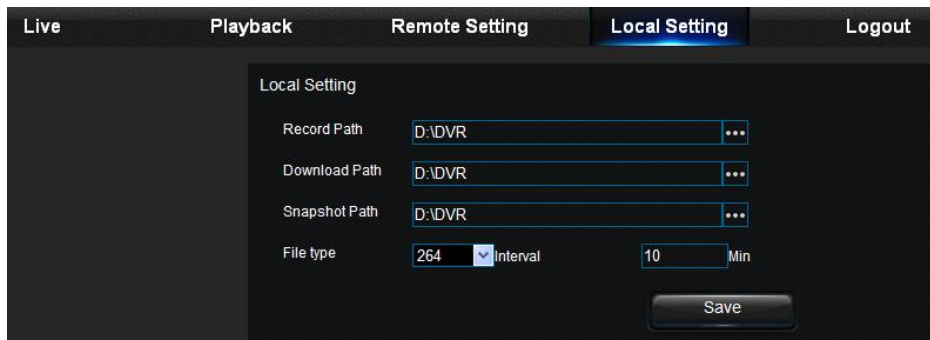 Live Playback Remote Setting Local Setting Logout
Local Setting
Record Path D:\DVR •••
Download Path D:\DVR •••
Snapshot Path D:\DVR •••
File type 264 Interval 10 Min
Save